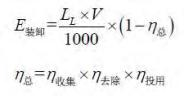 E装卸 = L_L × V / 1000 × (1 − η总)
η总 = η收集 × η去除 × η投用